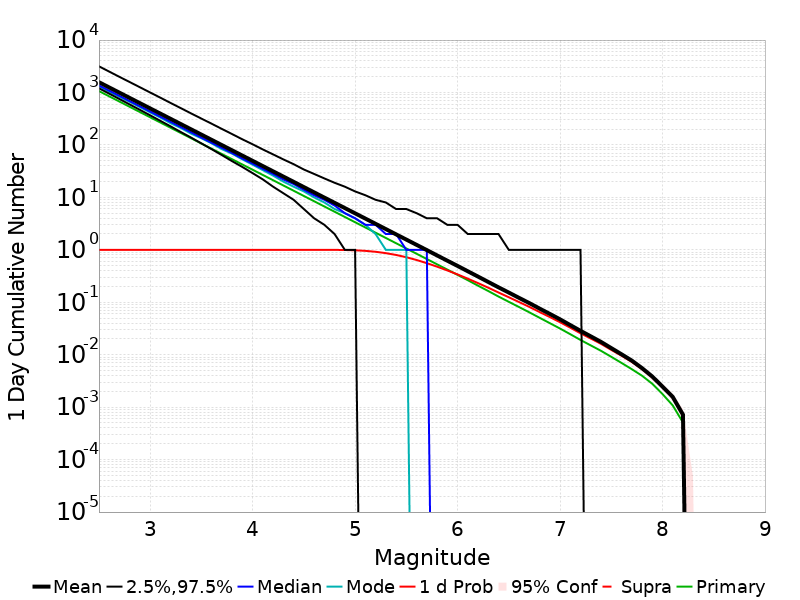 10^4
10^3
10^2
10^1
10^0
10^-1
10^-2
10^-3
10^-4
10^-5
1 Day Cumulative Number
3 4 5 6 7 8 9
Magnitude
Mean 2.5%,97.5% Median Mode 1 d Prob 95% Conf Supra Primary